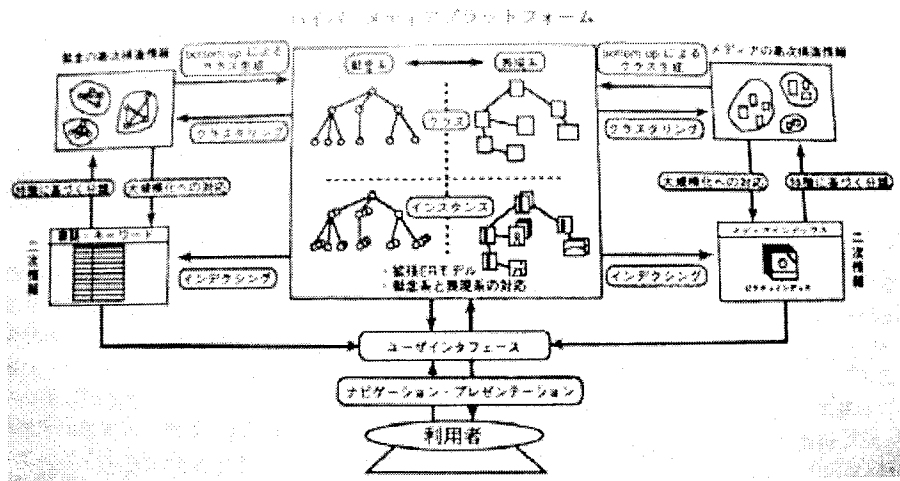 ハイパーメディアプラットフォーム
概念の高次構造情報
bottom upによる
クラス生成
概念系
表現系
bottom upによる
クラス生成
メディアの高次構造情報
クラスタリング
クラス
クラスタリング
特徴に基づく分類
大規模化への対応
インスタンス
大規模化への対応
特徴に基づく分類
二次情報
書誌・キーワード
インデクシング
・拡張ERモデル
・概念系と表現系の対応
インデクシング
メディアインデックス
二次情報
ユーザインタフェース
ナビゲーション・プレゼンテーション
利用者